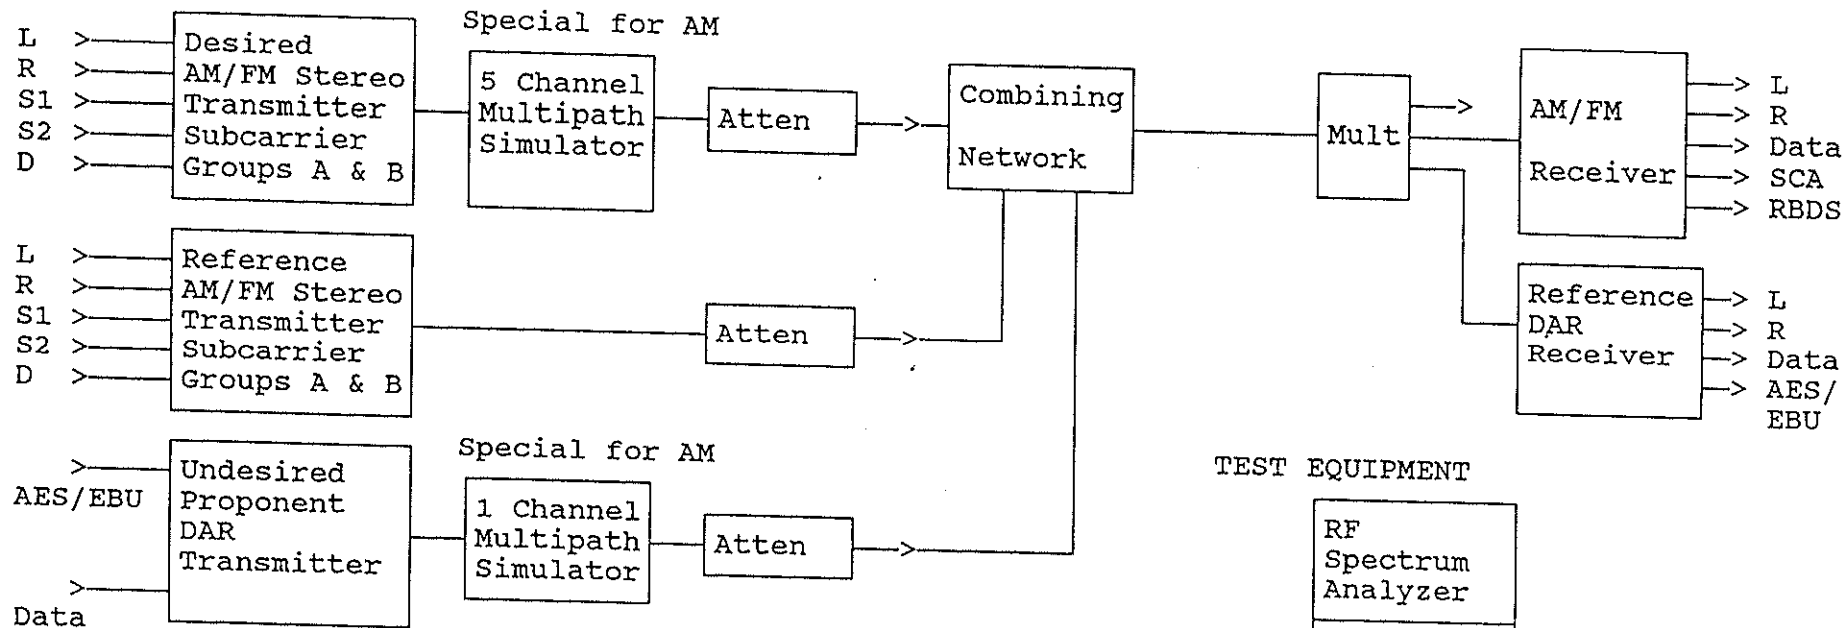 Special for AM
L
R
S1
S2
D
Desired
AM/FM Stereo
Transmitter
Subcarrier
Groups A & B
5 Channel
Multipath
Simulator
Atten
Combining
Network
Mult
AM/FM
Receiver
L
R
Data
SCA
RBDS
L
R
S1
S2
D
Reference
AM/FM Stereo
Transmitter
Subcarrier
Groups A & B
Atten
Reference
DAR
Receiver
L
R
Data
AES/
EBU
AES/EBU
Data
Undesired
Proponent
DAR
Transmitter
Special for AM
1 Channel
Multipath
Simulator
Atten
TEST EQUIPMENT
RF
Spectrum
Analyzer